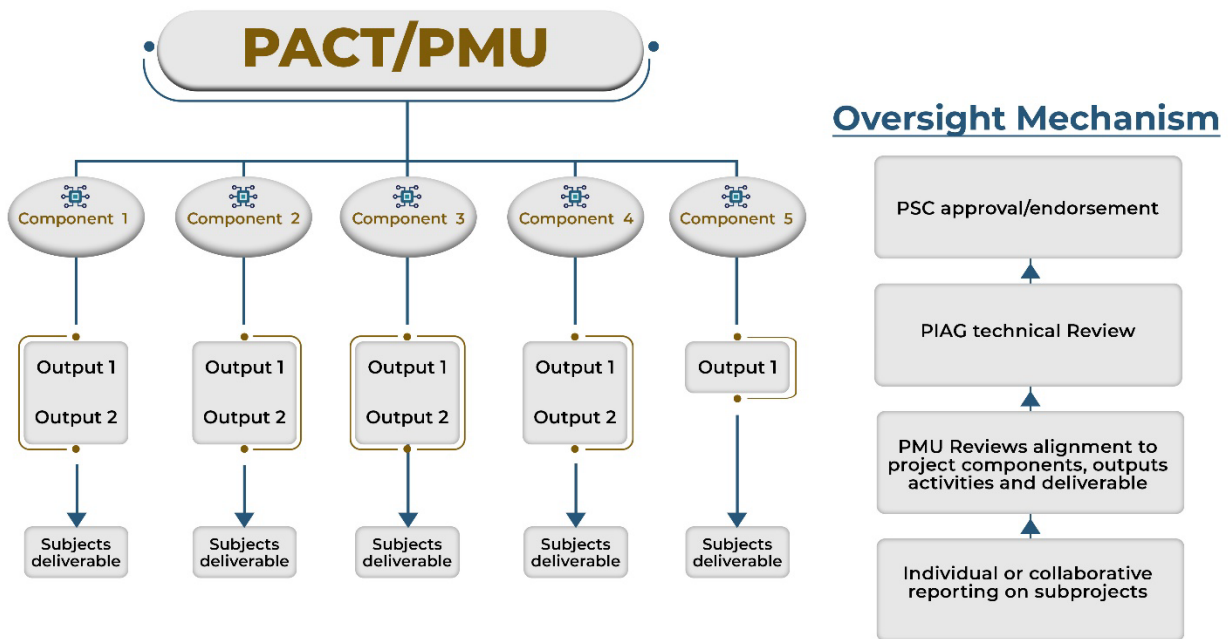 PACT/PMU
Component 1
Component 2
Component 3
Component 4
Component 5
Output 1
Output 2
Output 1
Output 2
Output 1
Output 2
Output 1
Output 2
Output 1
Subjects
deliverable
Subjects
deliverable
Subjects
deliverable
Subjects
deliverable
Subjects
deliverable
Oversight Mechanism
PSC approval/endorsement
PIAG technical Review
PMU Reviews alignment to
project components, outputs
activities and deliverable
Individual or collaborative
reporting on subprojects